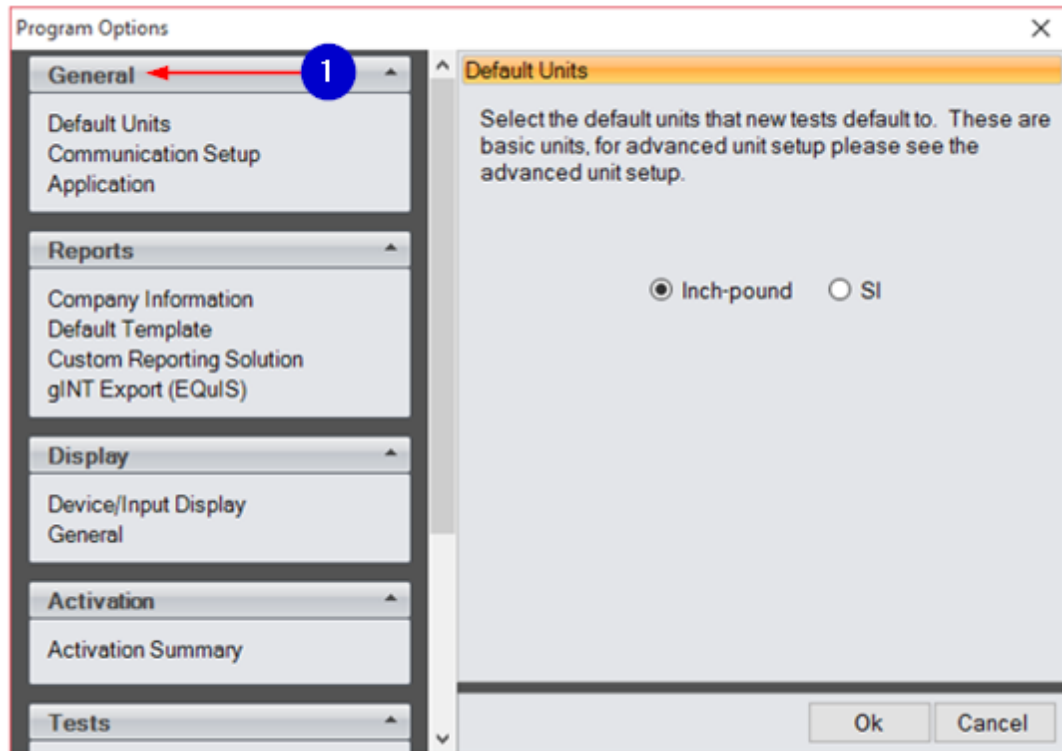 Program Options
General
1
Default Units
Communication Setup
Application
Reports
Company Information
Default Template
Custom Reporting Solution
gINT Export (EQuIS)
Display
Device/Input Display
General
Activation
Activation Summary
Tests
Default Units
Select the default units that new tests default to. These are
basic units, for advanced unit setup please see the
advanced unit setup.
Inch-pound SI
Ok Cancel